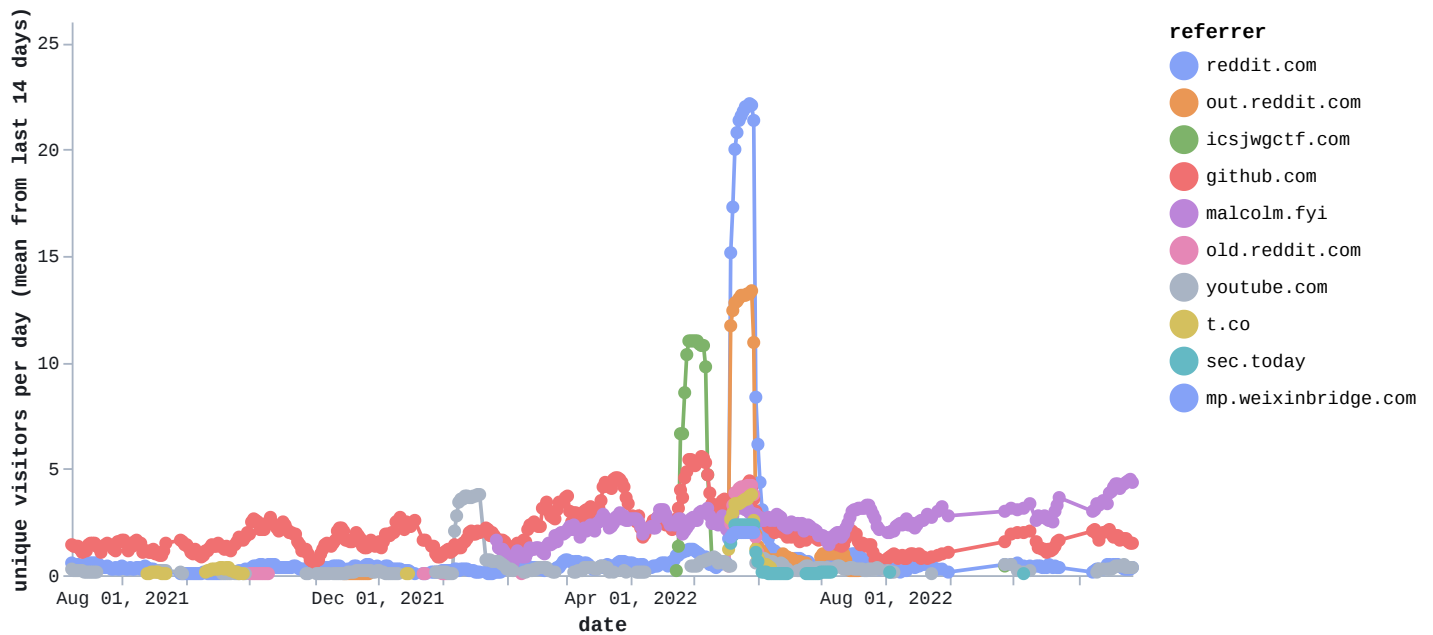 unique visitors per day (mean from last 14 days)
25
20
15
10
5
0
Aug 01, 2021
Dec 01, 2021
Apr 01, 2022
Aug 01, 2022
date
referrer
reddit.com
out.reddit.com
icsjwgctf.com
github.com
malcolm.fyi
old.reddit.com
youtube.com
t.co
sec.today
mp.weixinbridge.com